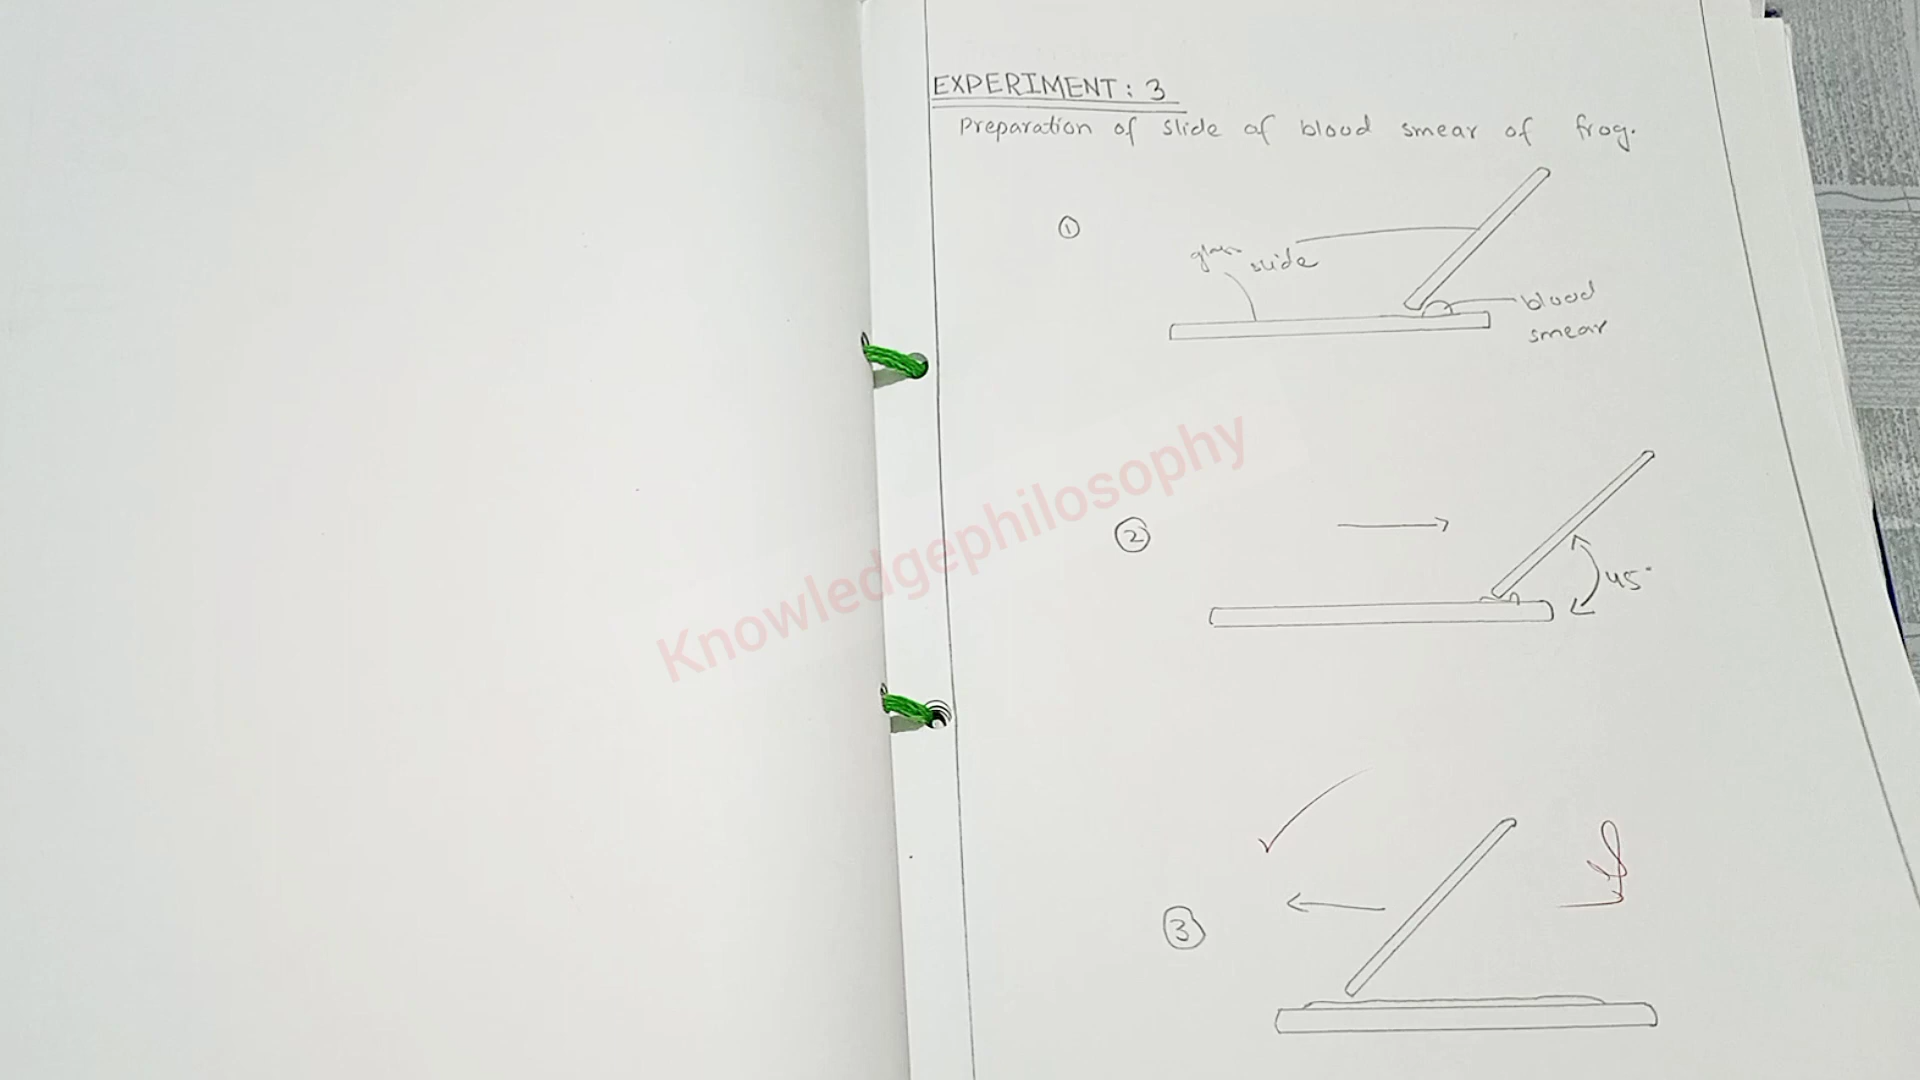 EXPERIMENT: 3
Preparation of slide of blood smear of frog.
1
glass slide
blood
smear
Knowledgephilosophy
2
45°
3